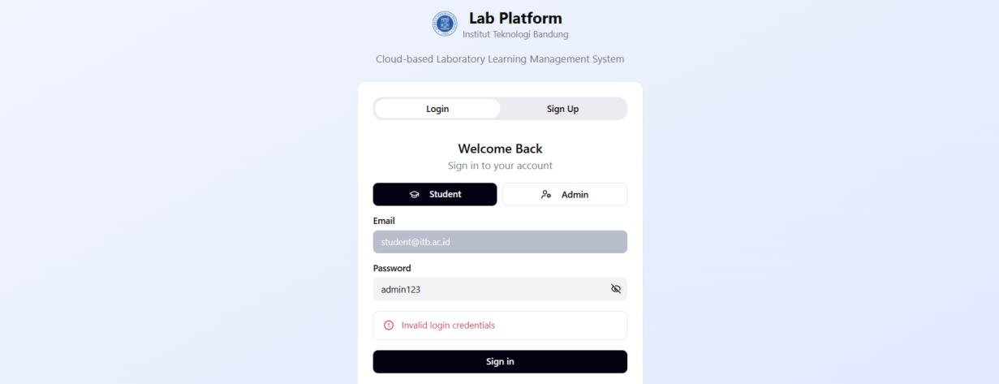 Lab Platform
Institut Teknologi Bandung
Cloud-based Laboratory Learning Management System
Login
Sign Up
Welcome Back
Sign in to your account
Student
Admin
Email
student@itb.ac.id
Password
admin123
Invalid login credentials
Sign in